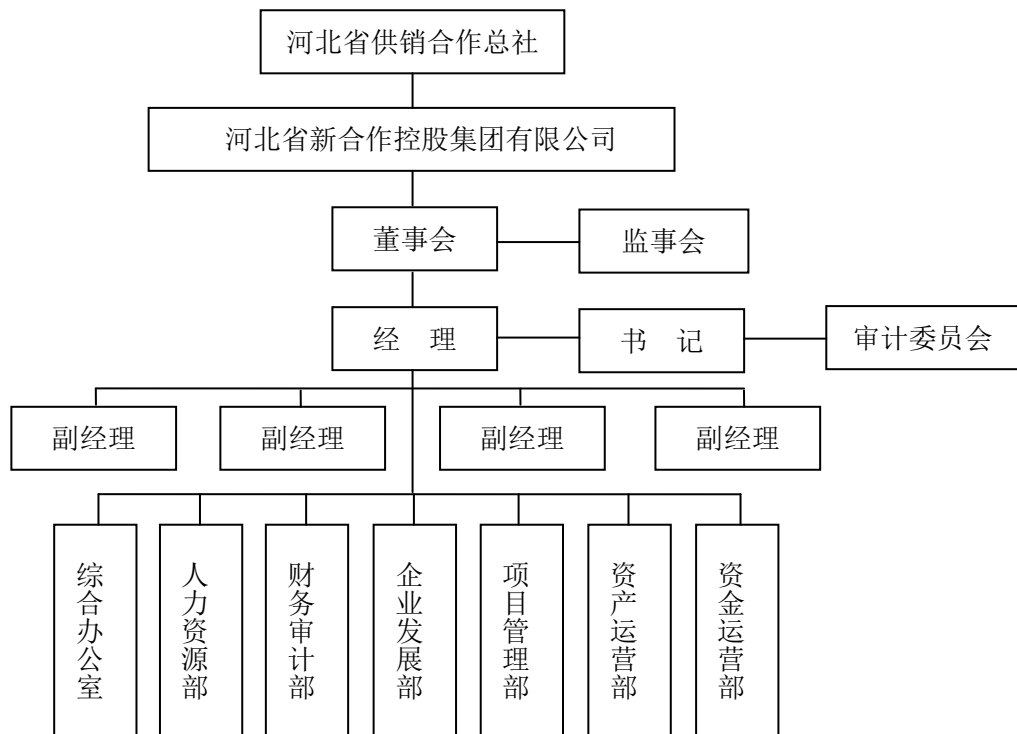 河北省供销合作总社
河北省新合作控股集团有限公司
董事会
监事会
经 理
书 记
审计委员会
副经理
副经理
副经理
副经理
综合办公室
人力资源部
财务审计部
企业发展部
项目管理部
资产运营部
资金运营部